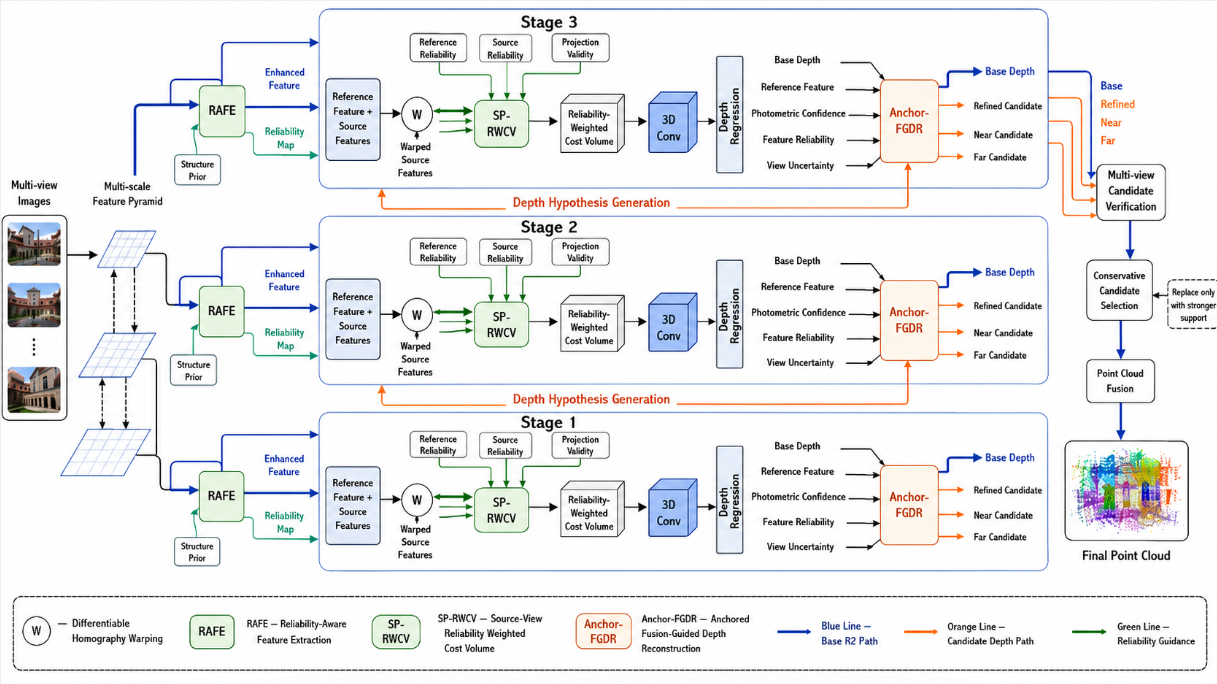 Stage 3
Reference
Reliability
Source
Reliability
Projection
Validity
Enhanced
Feature
RAFE
Reliability
Map
Structure
Prior
Multi-scale
Feature Pyramid
Reference
Feature +
Source
Features
W
Warped
Source
Features
SP-
RWCV
Reliability-
Weighted
Cost Volume
3D
Conv
Depth
Regression
Base Depth
Reference Feature
Photometric Confidence
Feature Reliability
View Uncertainty
Anchor-
FGDR
Base Depth
Refined Candidate
Near Candidate
Far Candidate
Base
Refined
Near
Far
Multi-view
Candidate
Verification
Depth Hypothesis Generation
Multi-view
Images
Stage 2
Reference
Reliability
Source
Reliability
Projection
Validity
Enhanced
Feature
RAFE
Reliability
Map
Structure
Prior
Reference
Feature +
Source
Features
W
Warped
Source
Features
SP-
RWCV
Reliability-
Weighted
Cost Volume
3D
Conv
Depth
Regression
Base Depth
Reference Feature
Photometric Confidence
Feature Reliability
View Uncertainty
Anchor-
FGDR
Base Depth
Refined Candidate
Near Candidate
Far Candidate
Conservative
Candidate
Selection
Replace only
with stronger
support
Point Cloud
Fusion
Depth Hypothesis Generation
Stage 1
Reference
Reliability
Source
Reliability
Projection
Validity
Enhanced
Feature
RAFE
Reliability
Map
Structure
Prior
Reference
Feature +
Source
Features
W
Warped
Source
Features
SP-
RWCV
Reliability-
Weighted
Cost Volume
3D
Conv
Depth
Regression
Base Depth
Reference Feature
Photometric Confidence
Feature Reliability
View Uncertainty
Anchor-
FGDR
Base Depth
Refined Candidate
Near Candidate
Far Candidate
Final Point Cloud
W
— Differentiable
Homography Warping
RAFE
RAFE — Reliability-Aware
Feature Extraction
SP-
RWCV
SP-RWCV — Source-View
Reliability Weighted
Cost Volume
Anchor-
FGDR
Anchor-FGDR — Anchored
Fusion-Guided Depth
Reconstruction
Blue Line —
Base R2 Path
Orange Line —
Candidate Depth Path
Green Line —
Reliability Guidance